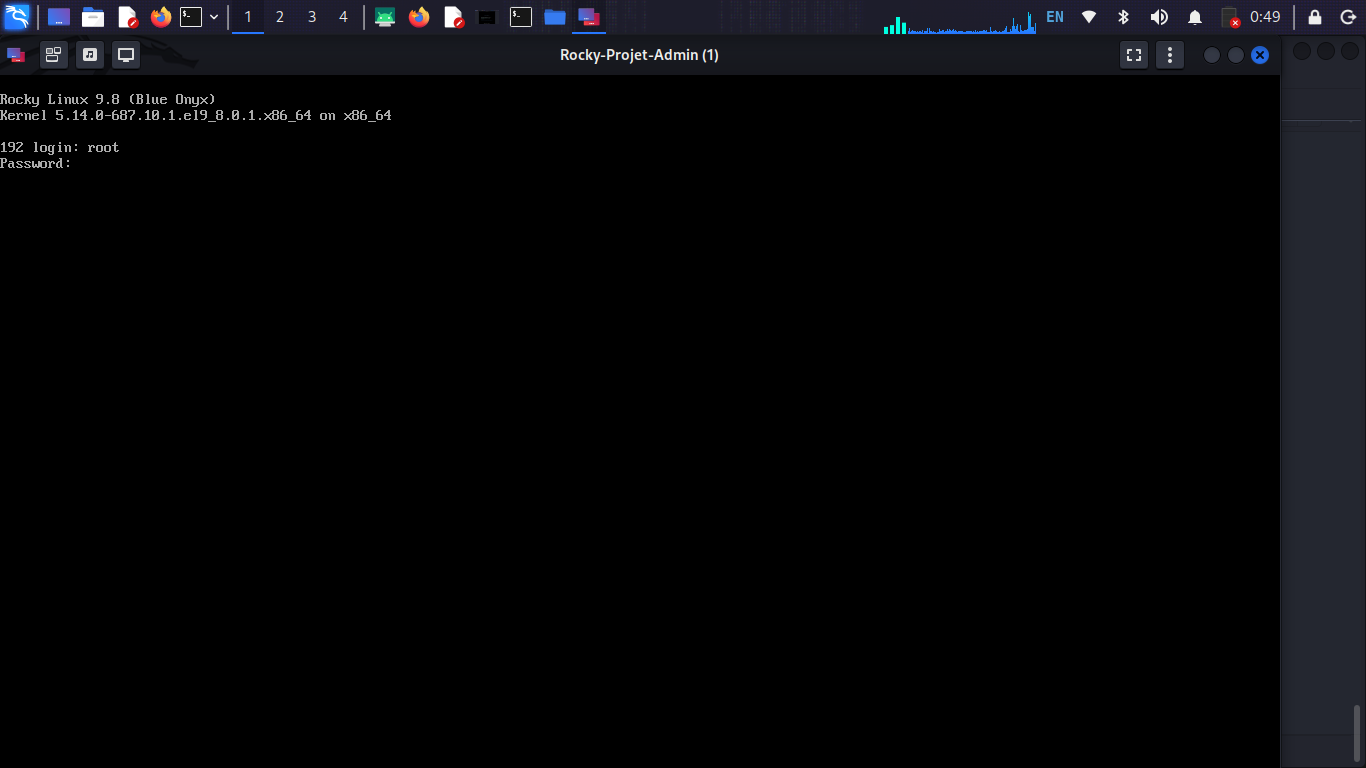 1 2 3 4 EN 0:49
Rocky-Projet-Admin (1)
Rocky Linux 9.8 (Blue Onyx)
Kernel 5.14.0-687.10.1.el9_8.0.1.x86_64 on x86_64
192 login: root
Password: